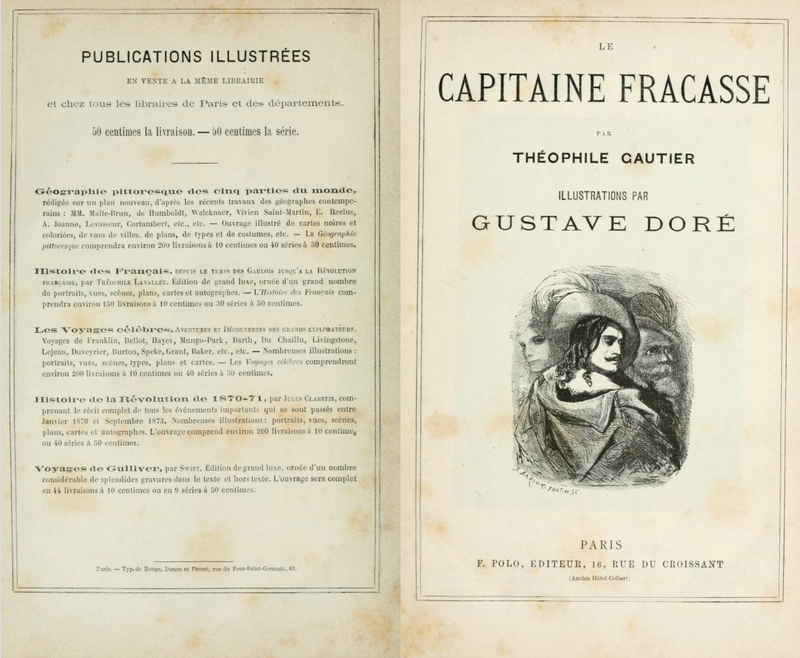 PUBLICATIONS ILLUSTRÉES
EN VENTE A LA MÊME LIBRAIRIE
et chez tous les libraires de Paris et des départements.
50 centimes la livraison. — 50 centimes la série.
Géographie pittoresque des cinq parties du monde,
rédigée sur un plan nouveau, d'après les récents travaux des géographes contempo-
rains : MM. Malte-Brun, de Humboldt, Walcknaër, Vivien Saint-Martin, E. Reclus,
A. Joanne, Levasseur, Cortambert, etc., etc. — Ouvrage illustré de cartes noires et
coloriées, de vues de villes, de plans, de types et de costumes, etc. — La Géographie
pittoresque comprendra environ 200 livraisons à 10 centimes ou 40 séries à 50 centimes.
Histoire des Français, DEPUIS LE TEMPS DES GAULOIS JUSQU'A LA RÉVOLUTION
FRANÇAISE, par THÉOPHILE LAVALLÉE. Edition de grand luxe, ornée d'un grand nombre
de portraits, vues, scènes, plans, cartes et autographes. — L'Histoire des Français com-
prendra environ 150 livraisons à 10 centimes ou 30 séries à 50 centimes.
Les Voyages célèbres, AVENTURES ET DÉCOUVERTES DES GRANDS EXPLORATEURS.
Voyages de Franklin, Bellot, Hayes, Mungo-Park, Barth, Du Chaillu, Livingstone,
Lejean, Duveyrier, Burton, Speke, Grant, Baker, etc., etc. — Nombreuses illustrations :
portraits, vues, scènes, types, plans et cartes. — Les Voyages célèbres comprendront
environ 200 livraisons à 10 centimes ou 40 séries à 50 centimes.
Histoire de la Révolution de 1870-71, par JULES CLARETIE, com-
prenant le récit complet de tous les événements importants qui se sont passés entre
Janvier 1870 et Septembre 1873. Nombreuses illustrations : portraits, vues, scènes,
plans, cartes et autographes. L'ouvrage comprend environ 200 livraisons à 10 centimes
ou 40 séries à 50 centimes.
Voyages de Gulliver, par SWIFT. Edition de grand luxe, ornée d'un nombre
considérable de splendides gravures dans le texte et hors texte. L'ouvrage sera complet
en 44 livraisons à 10 centimes ou en 9 séries à 50 centimes.
Paris. — Typ. de Rouge, Dunon et Fresné, rue du Four-Saint-Germain, 43.
LE
CAPITAINE FRACASSE
PAR
THÉOPHILE GAUTIER
ILLUSTRATIONS PAR
GUSTAVE DORÉ
PARIS
F. POLO, ÉDITEUR, 16, RUE DU CROISSANT
(Ancien Hôtel Colbert)